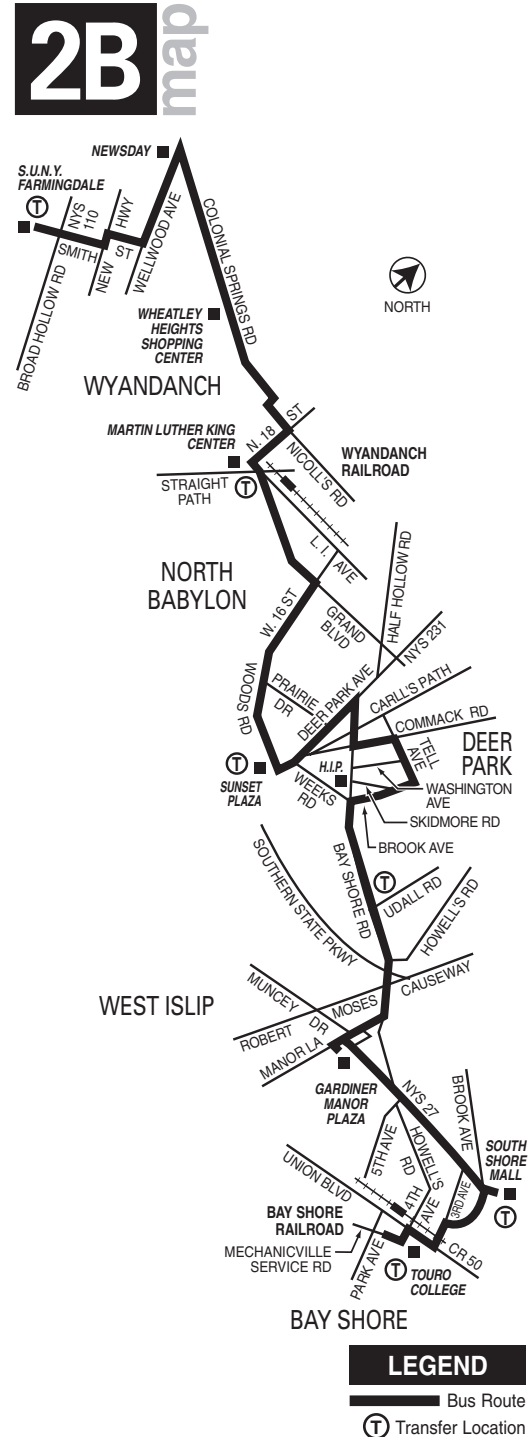 2B
map
NEWSDAY
S.U.N.Y.
FARMINGDALE
T
NYS
110
HWY
SMITH
ST
NEW
WELLWOOD AVE
BROAD HOLLOW RD
COLONIAL SPRINGS RD
NORTH
WHEATLEY
HEIGHTS
SHOPPING
CENTER
WYANDANCH
MARTIN LUTHER KING
CENTER
N. 18
ST
NICOLL'S RD
WYANDANCH
RAILROAD
STRAIGHT
PATH
T
L. I. AVE
NORTH
BABYLON
W. 16 ST
GRAND
BLVD
HALF HOLLOW RD
NYS 231
WOODS RD
PRAIRIE
DR
DEER PARK AVE
CARLL'S PATH
COMMACK RD
TELL
AVE
DEER
PARK
T
SUNSET
PLAZA
WEEKS
RD
H.I.P.
WASHINGTON
AVE
SKIDMORE RD
BROOK AVE
BAY SHORE RD
T
UDALL RD
SOUTHERN STATE PKWY
HOWELL'S RD
WEST ISLIP
MUNCEY
DR
ROBERT
MOSES
CAUSEWAY
MANOR LA
GARDINER
MANOR
PLAZA
NYS 27
BROOK AVE
5TH AVE
HOWELL'S
RD
SOUTH
SHORE
MALL
T
UNION BLVD
4TH
AVE
3RD AVE
BAY SHORE
RAILROAD
MECHANICVILLE
SERVICE RD
PARK AVE
T
TOURO
COLLEGE
CR 50
BAY SHORE
LEGEND
Bus Route
T Transfer Location